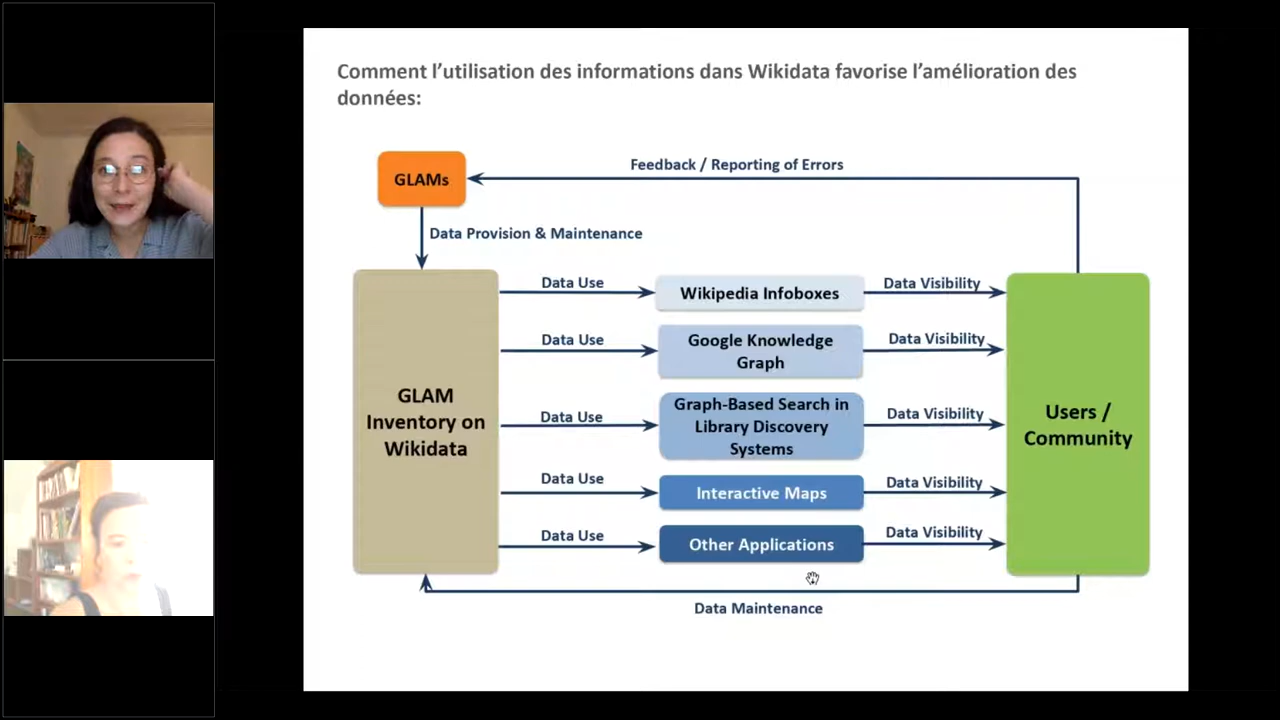 Comment l’utilisation des informations dans Wikidata favorise l’amélioration des
données:
Feedback / Reporting of Errors
GLAMs
Data Provision & Maintenance
Data Use
Wikipedia Infoboxes
Data Visibility
Data Use
Google Knowledge
Graph
Data Visibility
GLAM
Inventory on
Wikidata
Data Use
Graph-Based Search in
Library Discovery
Systems
Data Visibility
Users /
Community
Data Use
Interactive Maps
Data Visibility
Data Use
Other Applications
Data Visibility
Data Maintenance